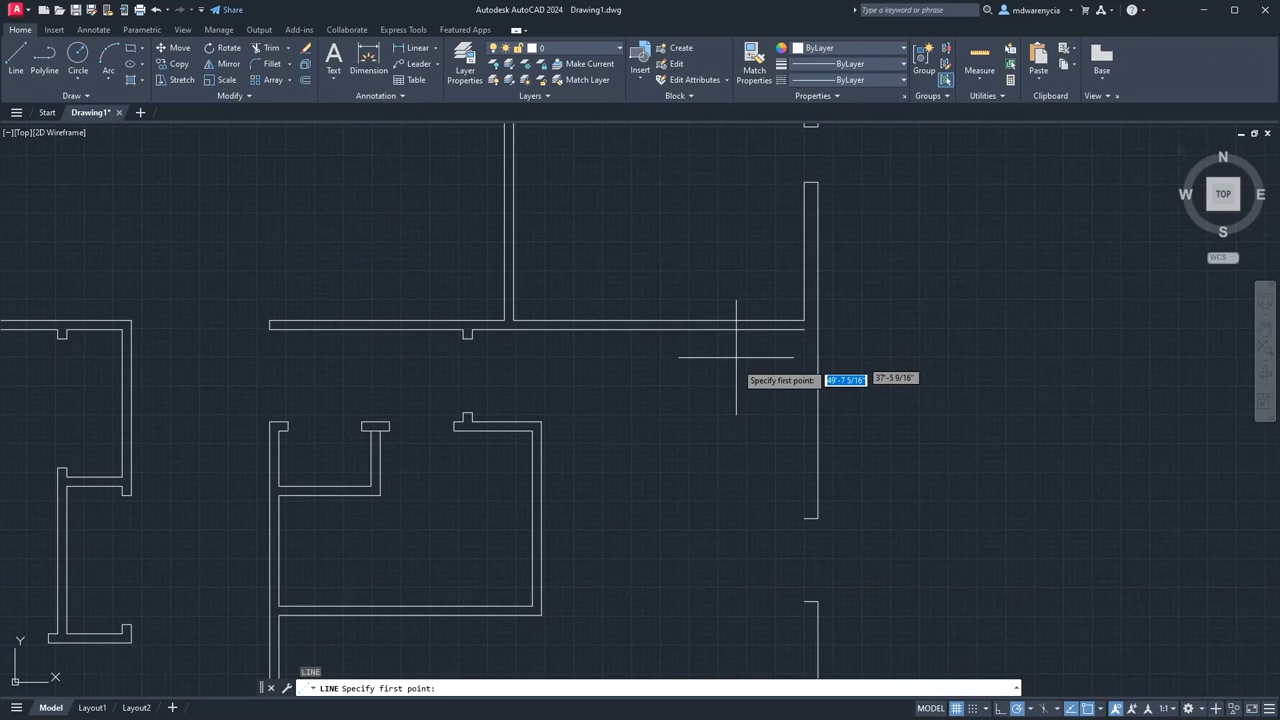 Share
Autodesk AutoCAD 2024 Drawing1.dwg
Type a keyword or phrase
mdwarenycia
Home Insert Annotate Parametric View Manage Output Add-ins Collaborate Express Tools Featured Apps
Line Polyline Circle Arc
Move Rotate Trim
Copy Mirror Fillet
Stretch Scale Array
Text Dimension
Linear
Leader
Table
Layer Properties
0
Make Current
Match Layer
Insert
Create
Edit
Edit Attributes
Match Properties
ByLayer
ByLayer
ByLayer
Group
Measure
Paste
Base
Draw Modify Annotation Layers Block Properties Groups Utilities Clipboard View
Start Drawing1*
[−][Top][2D Wireframe]
N
W TOP E
S
WCS
Specify first point: 49'-7 5/16" 37'-5 9/16"
Y
X
LINE
LINE Specify first point:
Model Layout1 Layout2
MODEL
1:1